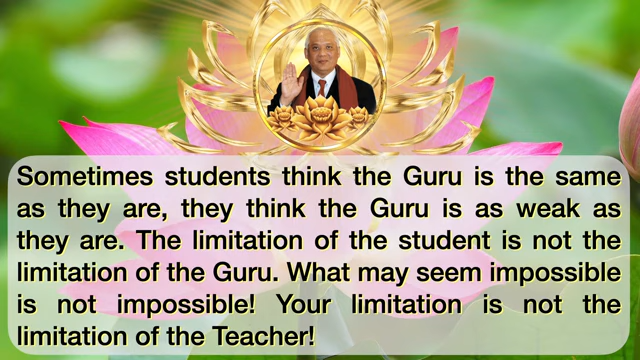 Sometimes students think the Guru is the same
as they are, they think the Guru is as weak as
they are. The limitation of the student is not the
limitation of the Guru. What may seem impossible
is not impossible! Your limitation is not the
limitation of the Teacher!